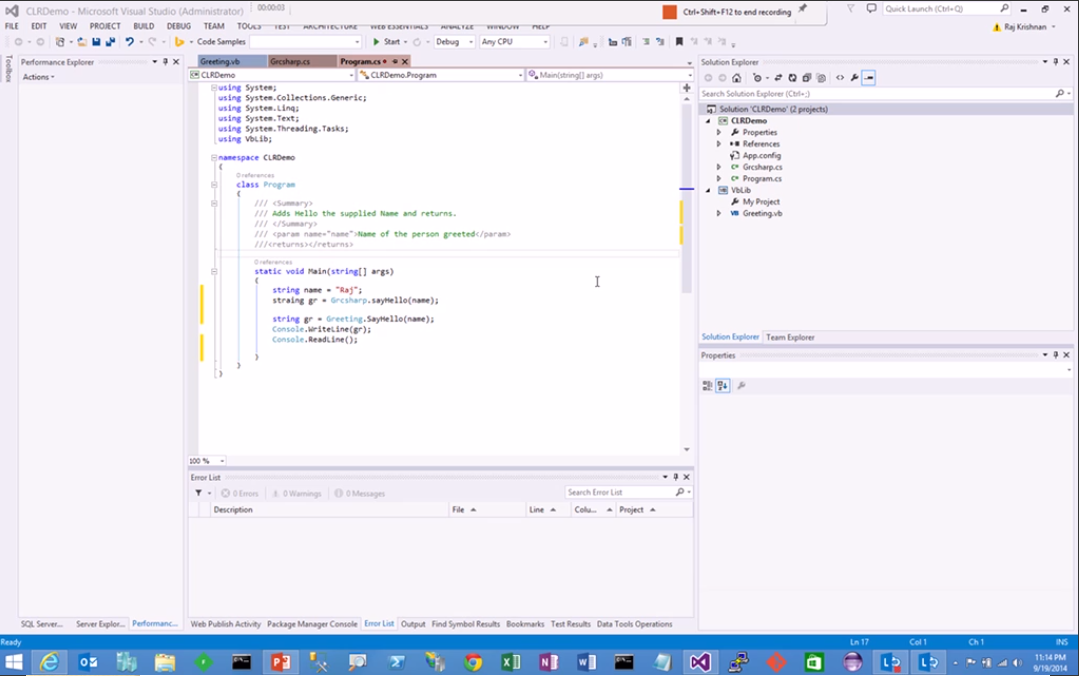 CLRDemo - Microsoft Visual Studio (Administrator)
00:00:03
Ctrl+Shift+F12 to end recording
Quick Launch (Ctrl+Q)
FILE EDIT VIEW PROJECT BUILD DEBUG TEAM TOOLS TEST ARCHITECTURE WEB ESSENTIALS ANALYZE WINDOW HELP
Raj Krishnan
Code Samples
Start
Debug
Any CPU
Toolbox
Performance Explorer
Actions
Greeting.vb
Grcsharp.cs
Program.cs
CLRDemo
CLRDemo.Program
Main(string[] args)
using System;
using System.Collections.Generic;
using System.Linq;
using System.Text;
using System.Threading.Tasks;
using VbLib;
namespace CLRDemo
{
0 references
class Program
{
/// <Summary>
/// Adds Hello the supplied Name and returns.
/// </Summary>
/// <param name="name">Name of the person greeted</param>
///<returns></returns>
0 references
static void Main(string[] args)
{
string name = "Raj";
straing gr = Grcsharp.sayHello(name);
string gr = Greeting.SayHello(name);
Console.WriteLine(gr);
Console.ReadLine();
}
}
}
100 %
Solution Explorer
Search Solution Explorer (Ctrl+;)
Solution 'CLRDemo' (2 projects)
CLRDemo
Properties
References
App.config
Grcsharp.cs
Program.cs
VbLib
My Project
Greeting.vb
Solution Explorer Team Explorer
Properties
Error List
0 Errors 0 Warnings 0 Messages
Search Error List
Description File Line Colu... Project
SQL Server... Server Explor... Performanc...
Web Publish Activity Package Manager Console Error List Output Find Symbol Results Bookmarks Test Results Data Tools Operations
Ready
Ln 17 Col 1 Ch 1 INS
11:14 PM
9/19/2014